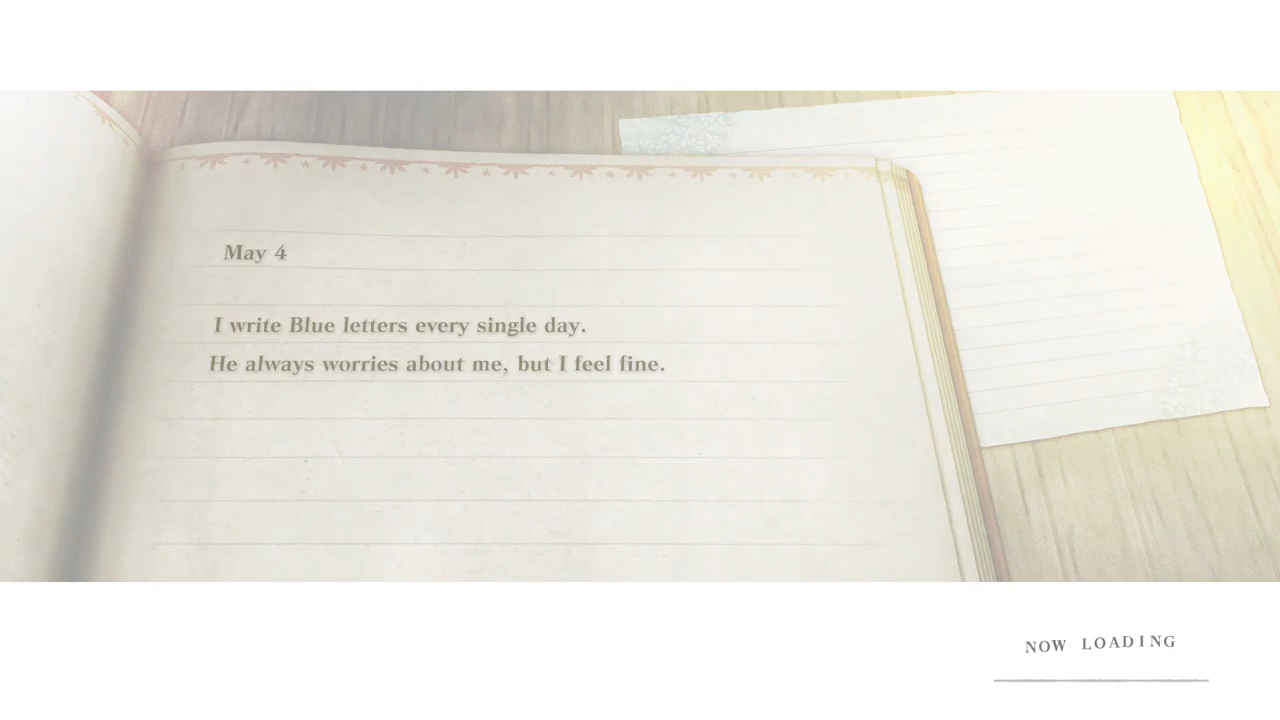 May 4
I write Blue letters every single day.
He always worries about me, but I feel fine.
NOW LOADING